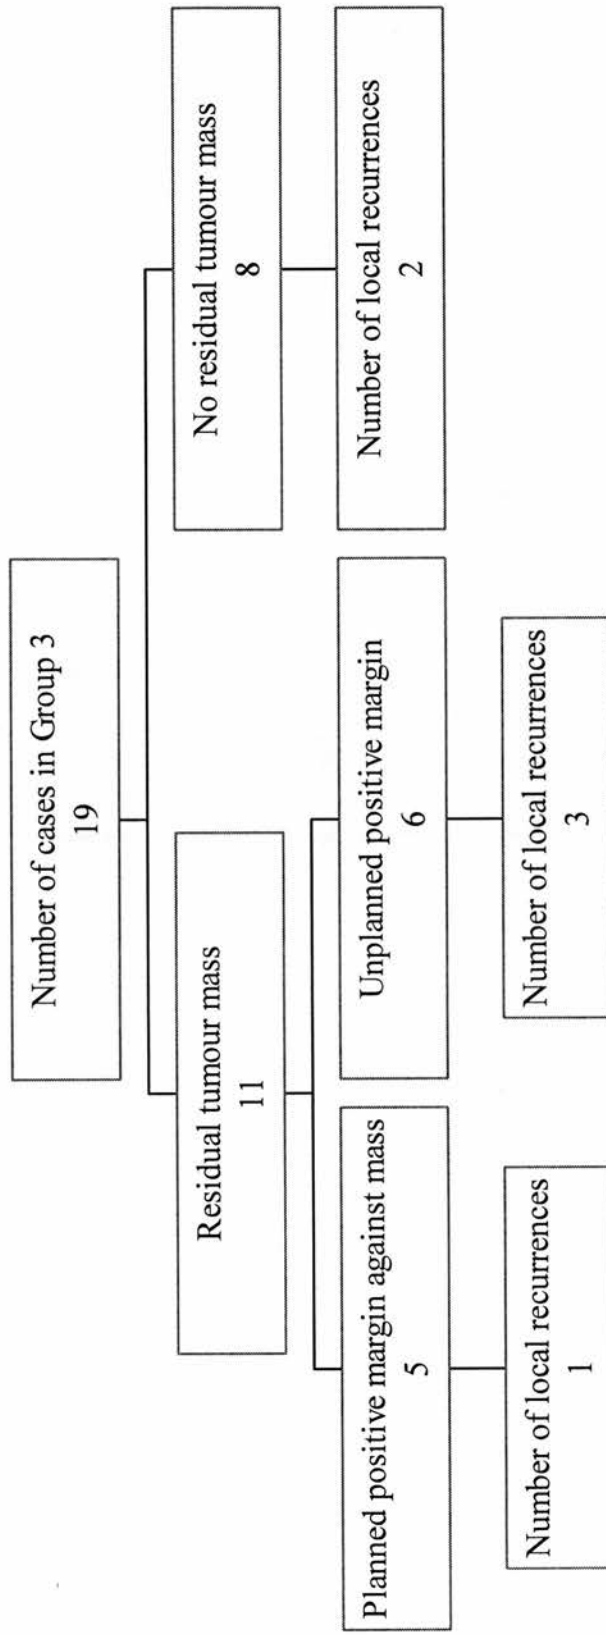 Number of cases in Group 3
19
Residual tumour mass
11
No residual tumour mass
8
Planned positive margin against mass
5
Unplanned positive margin
6
Number of local recurrences
2
Number of local recurrences
1
Number of local recurrences
3